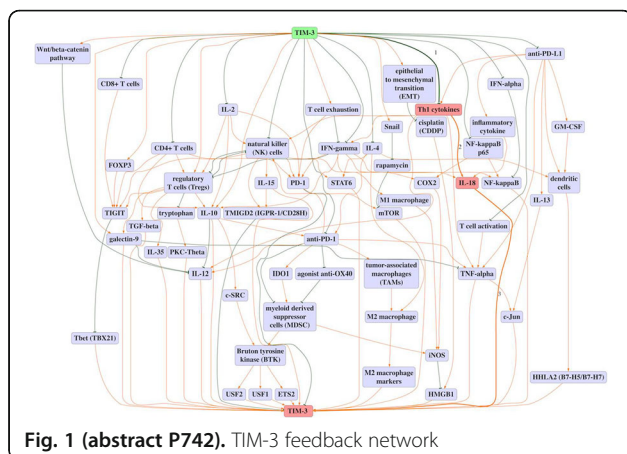 TIM-3
1
Wnt/beta-catenin
pathway
anti-PD-L1
CD8+ T cells
epithelial
to mesenchymal
transition
(EMT)
IFN-alpha
IL-2
T cell exhaustion
Th1 cytokines
Snail
cisplatin
(CDDP)
inflammatory
cytokine
GM-CSF
CD4+ T cells
natural killer
(NK) cells
IFN-gamma
IL-4
2
NF-kappaB
p65
FOXP3
rapamycin
regulatory
T cells (Tregs)
IL-15
PD-1
STAT6
COX2
IL-18
NF-kappaB
dendritic
cells
M1 macrophage
IL-13
TIGIT
tryptophan
IL-10
TMIGD2 (IGPR-1/CD28H)
mTOR
TGF-beta
T cell activation
galectin-9
anti-PD-1
IL-35
PKC-Theta
IL-12
IDO1
agonist anti-OX40
tumor-associated
macrophages
(TAMs)
TNF-alpha
c-SRC
3
myeloid derived
suppressor
cells (MDSC)
M2 macrophage
c-Jun
Tbet (TBX21)
Bruton tyrosine
kinase (BTK)
iNOS
M2 macrophage
markers
HHLA2 (B7-H5/B7-H7)
USF2
USF1
ETS2
HMGB1
TIM-3
Fig. 1 (abstract P742). TIM-3 feedback network